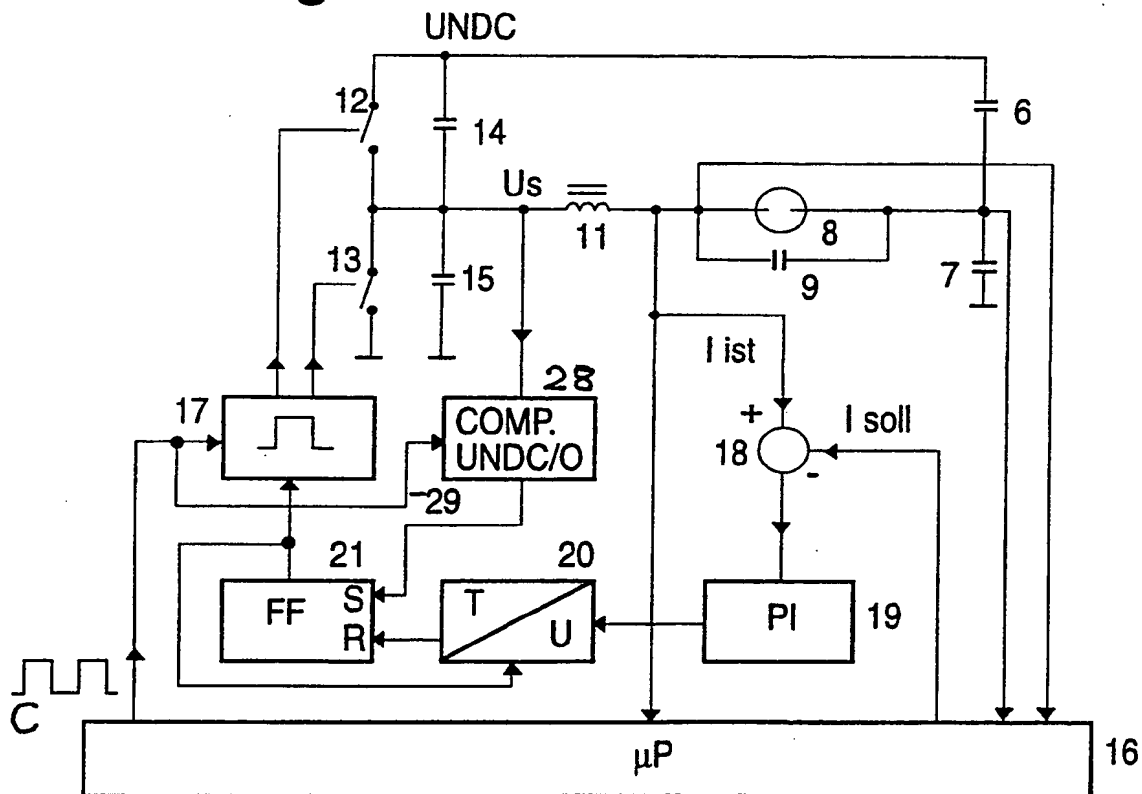 g
UNDC
12
14
6
Us
11
8
13
15
9
7
I ist
28
17
COMP.
UNDC/O
+
I soll
18
-
29
21
20
FF
S
R
T
U
PI
19
C
µP
16